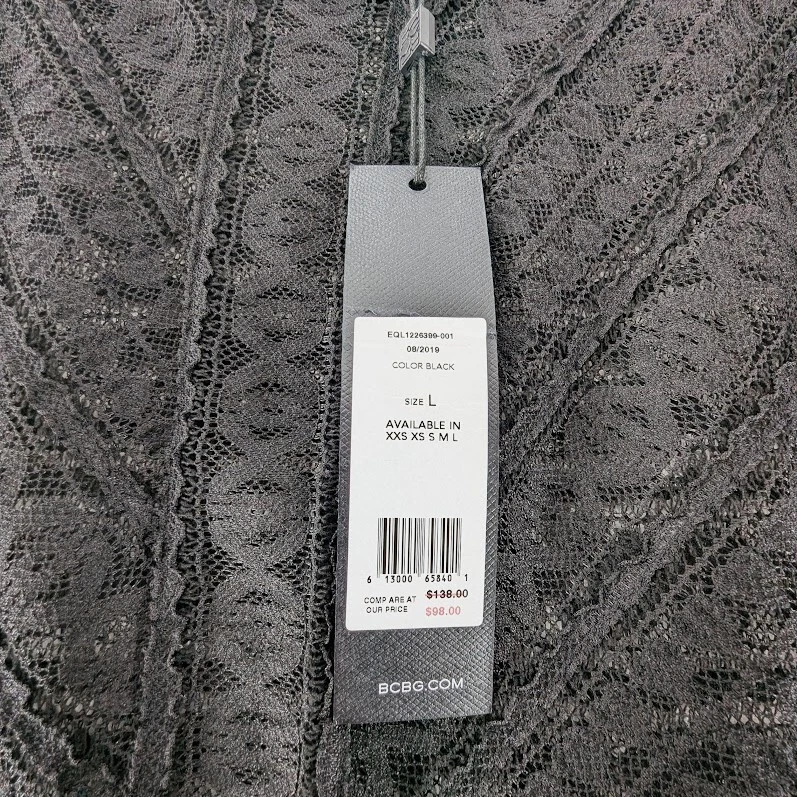 EQL1226399-001
08/2019
COLOR BLACK
SIZE L
AVAILABLE IN
XXS XS S M L
6 13000 65840 1
COMPARE AT $138.00
OUR PRICE $98.00
BCBG.COM